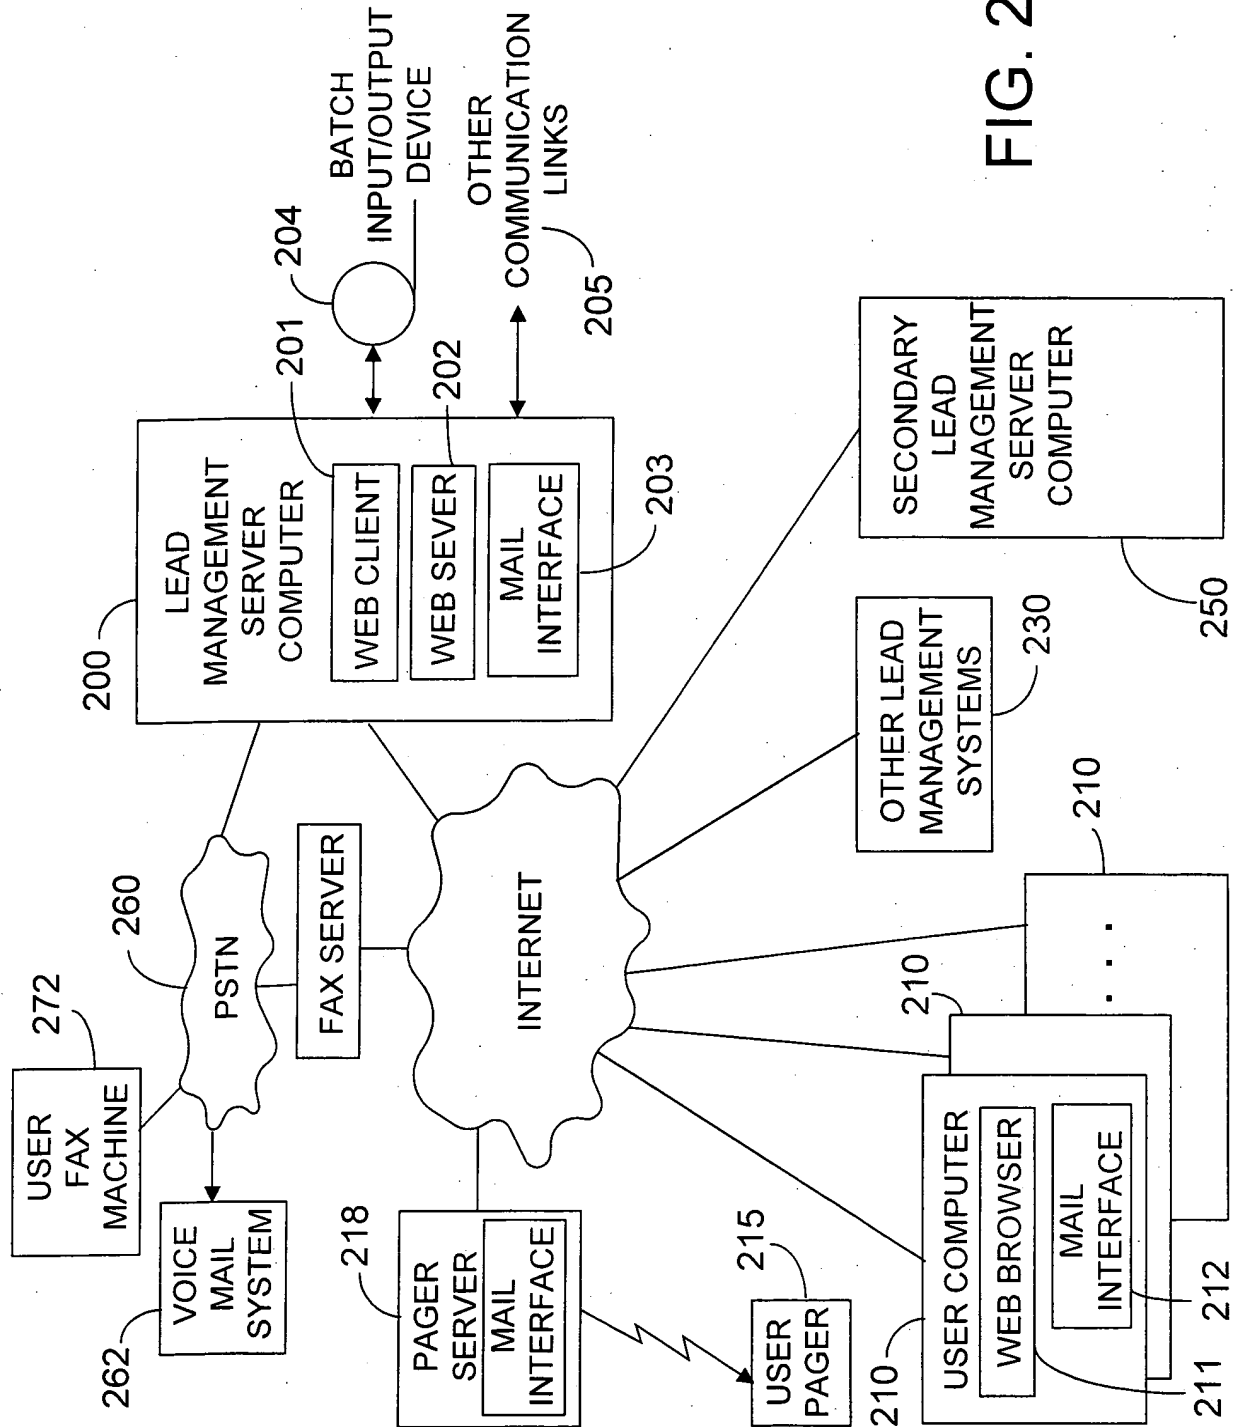 272
USER
FAX
MACHINE
260
PSTN
262
VOICE
MAIL
SYSTEM
200
LEAD
MANAGEMENT
SERVER
COMPUTER
201
WEB CLIENT
202
WEB SEVER
MAIL
INTERFACE
203
204
BATCH
INPUT/OUTPUT
DEVICE
OTHER
COMMUNICATION
LINKS
205
FAX SERVER
INTERNET
218
PAGER
SERVER
MAIL
INTERFACE
215
USER
PAGER
210
USER COMPUTER
WEB BROWSER
MAIL
INTERFACE
211
212
210
210
. . .
OTHER LEAD
MANAGEMENT
SYSTEMS
230
SECONDARY
LEAD
MANAGEMENT
SERVER
COMPUTER
250
FIG. 2